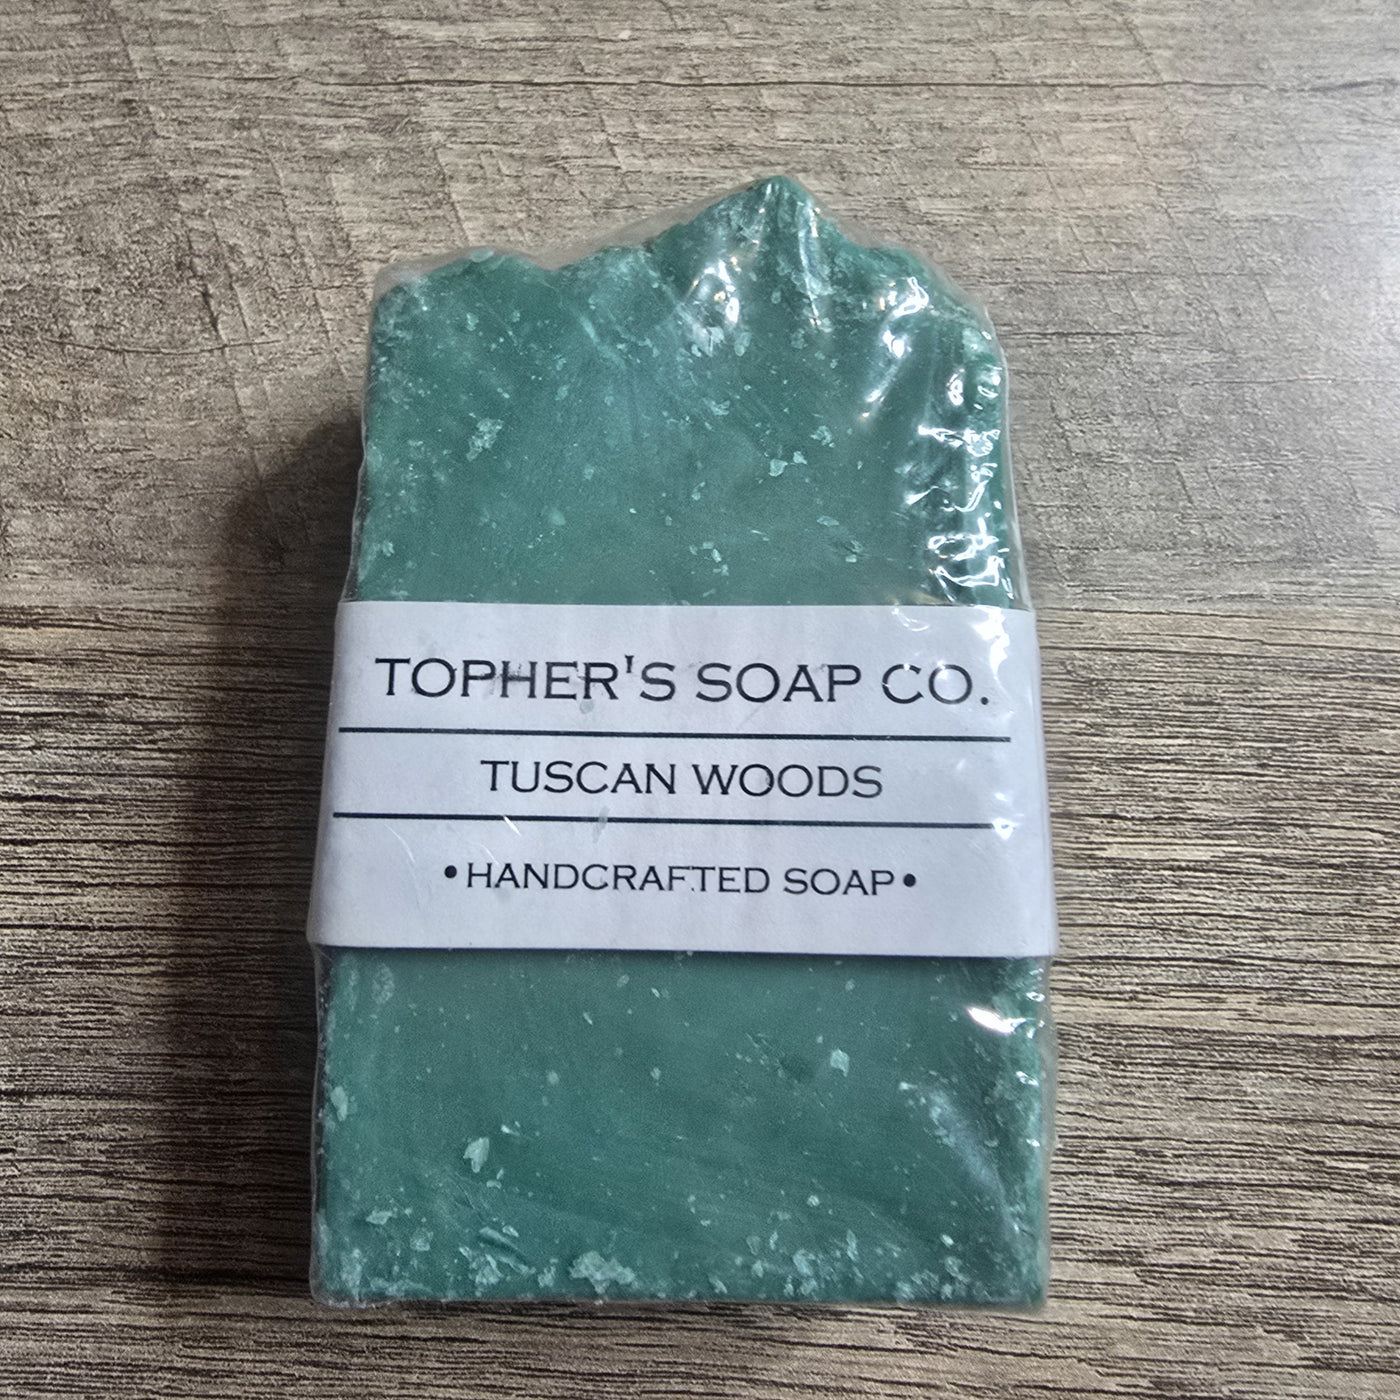 TOPHER'S SOAP CO.
TUSCAN WOODS
•HANDCRAFTED SOAP•